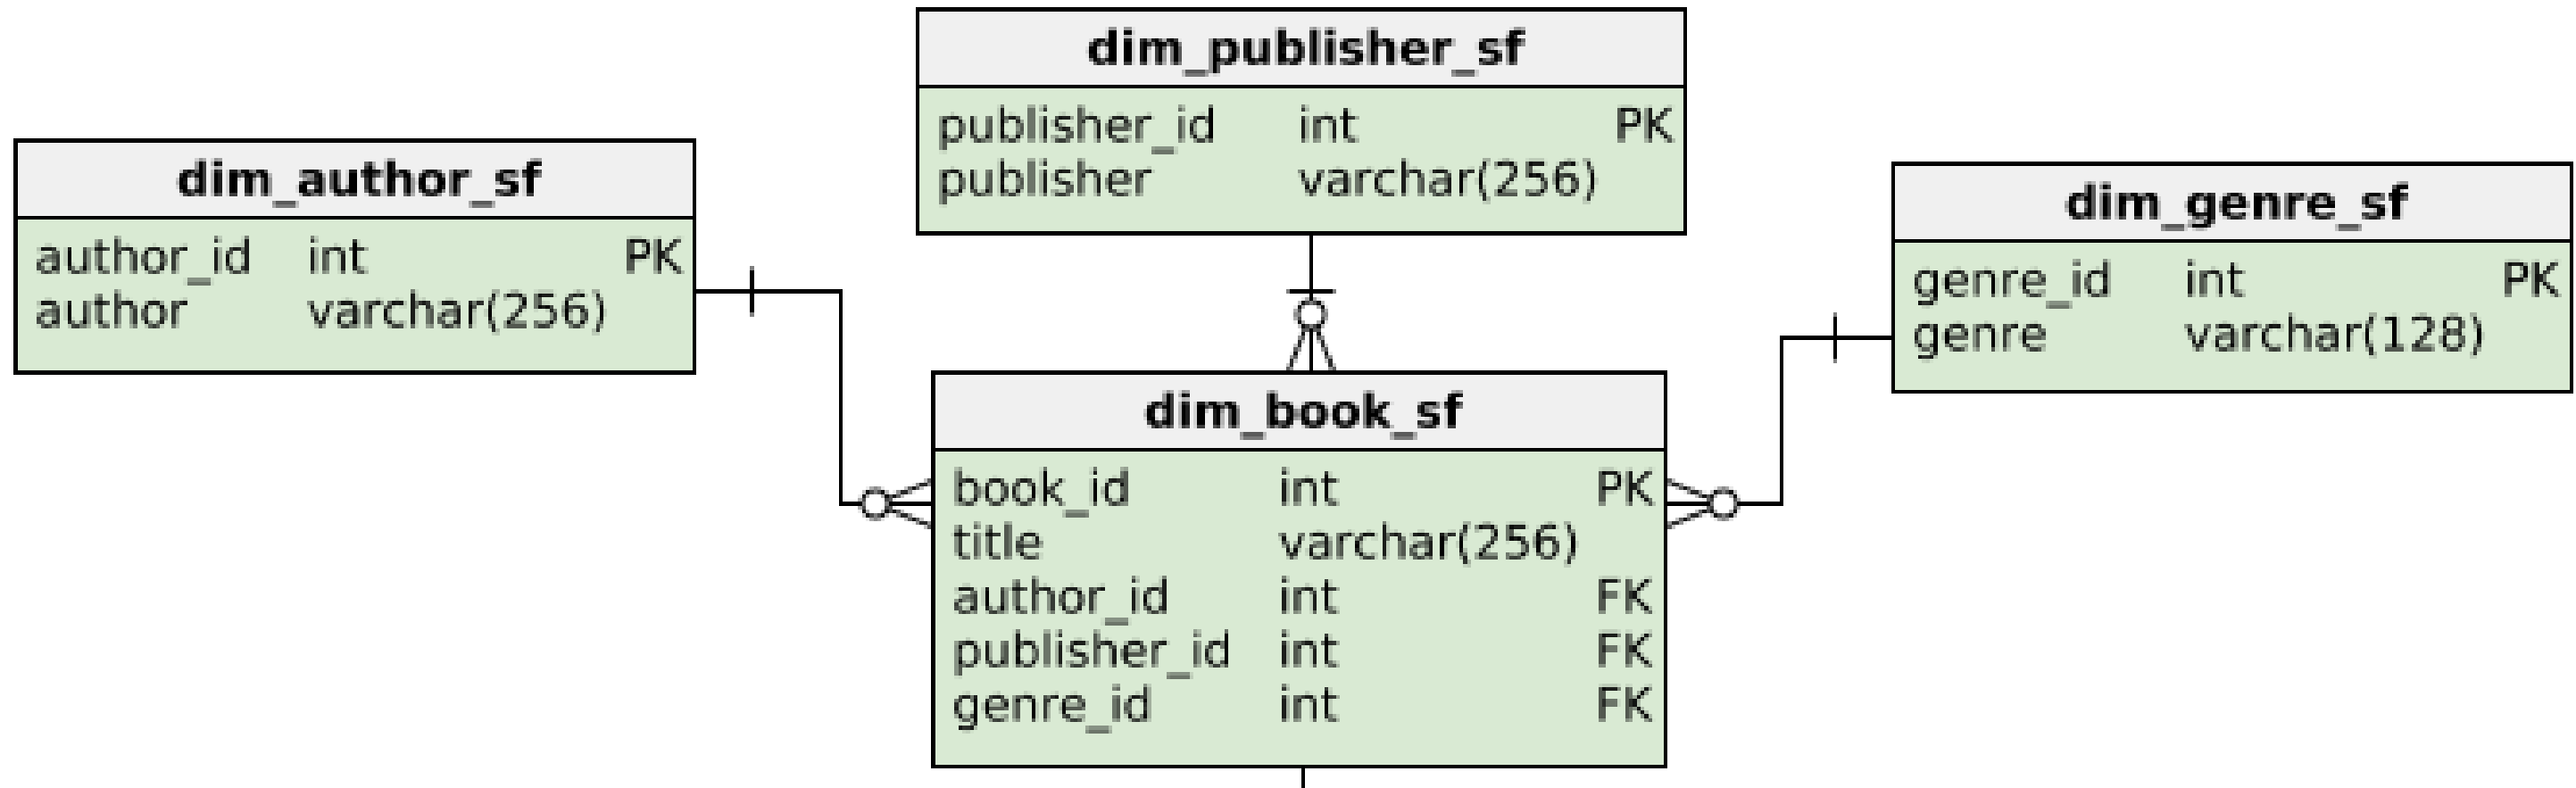 dim_publisher_sf
publisher_id int PK
publisher varchar(256)
dim_author_sf
author_id int PK
author varchar(256)
dim_genre_sf
genre_id int PK
genre varchar(128)
dim_book_sf
book_id int PK
title varchar(256)
author_id int FK
publisher_id int FK
genre_id int FK